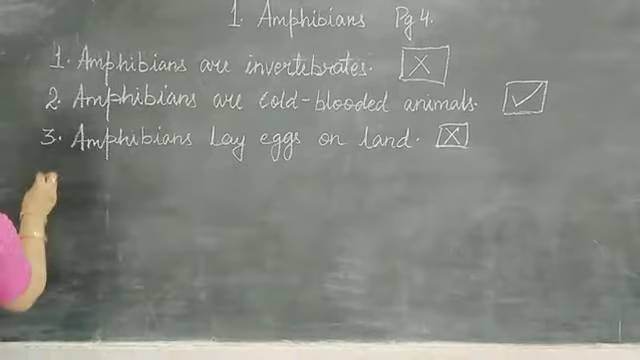 1. Amphibians Pg 4.
1. Amphibians are invertebrates. ☒
2. Amphibians are cold-blooded animals. ☑
3. Amphibians Lay eggs on land. ☒